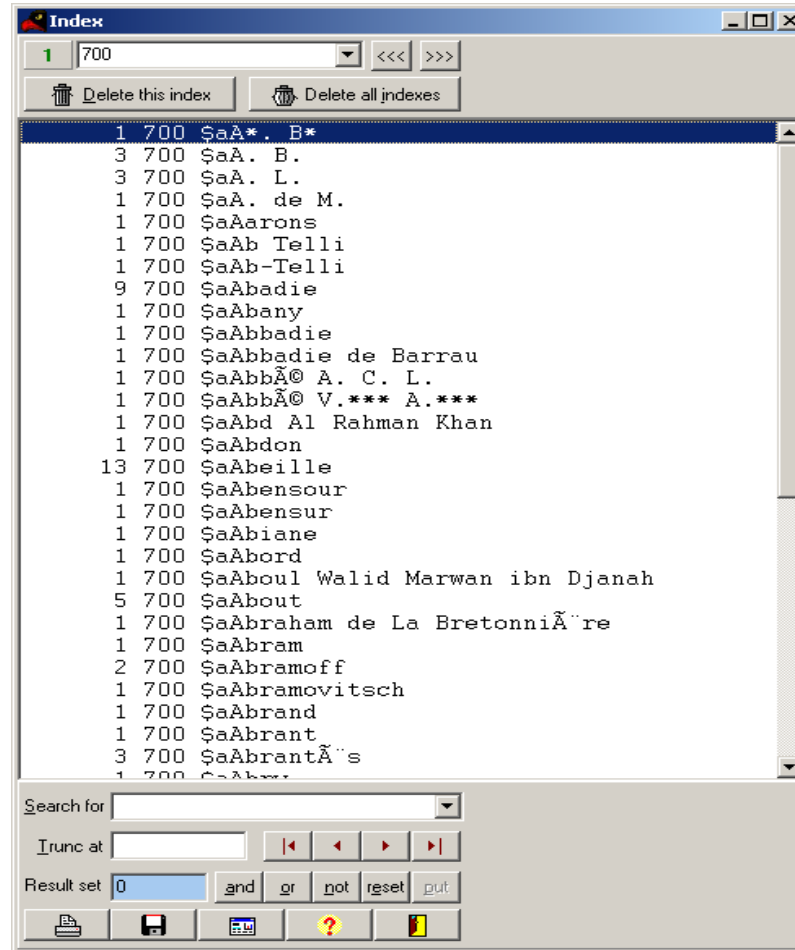 Index
1 700 <<< >>>
Delete this index Delete all indexes
1 700 $aA*. B*
3 700 $aA. B.
3 700 $aA. L.
1 700 $aA. de M.
1 700 $aAarons
1 700 $aAb Telli
1 700 $aAb-Telli
9 700 $aAbadie
1 700 $aAbany
1 700 $aAbbadie
1 700 $aAbbadie de Barrau
1 700 $aAbbÃ© A. C. L.
1 700 $aAbbÃ© V.*** A.***
1 700 $aAbd Al Rahman Khan
1 700 $aAbdon
13 700 $aAbeille
1 700 $aAbensour
1 700 $aAbensur
1 700 $aAbiane
1 700 $aAbord
1 700 $aAboul Walid Marwan ibn Djanah
5 700 $aAbout
1 700 $aAbraham de La BretonniÃ¨re
1 700 $aAbram
2 700 $aAbramoff
1 700 $aAbramovitsch
1 700 $aAbrand
1 700 $aAbrant
3 700 $aAbrantÃ¨s
1 700 $aAbry
Search for
Trunc at
Result set 0 and or not reset put
?